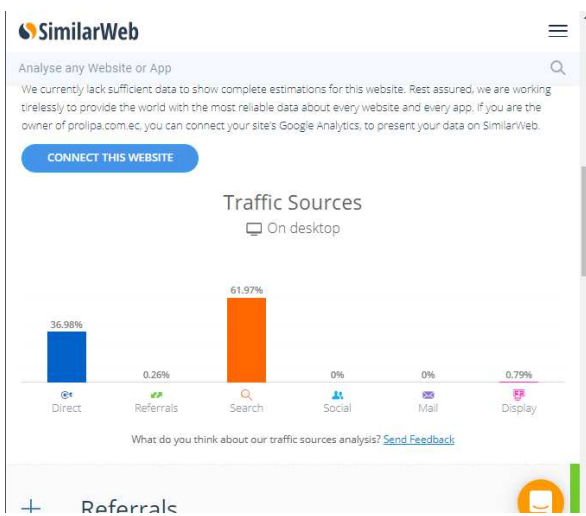 SimilarWeb
Analyse any Website or App
We currently lack sufficient data to show complete estimations for this website. Rest assured, we are working
tirelessly to provide the world with the most reliable data about every website and every app. If you are the
owner of prolipa.com.ec, you can connect your site's Google Analytics, to present your data on SimilarWeb.
CONNECT THIS WEBSITE
Traffic Sources
On desktop
36.98%
0.26%
61.97%
0%
0%
0.79%
Direct
Referrals
Search
Social
Mail
Display
What do you think about our traffic sources analysis? Send Feedback
Referrals